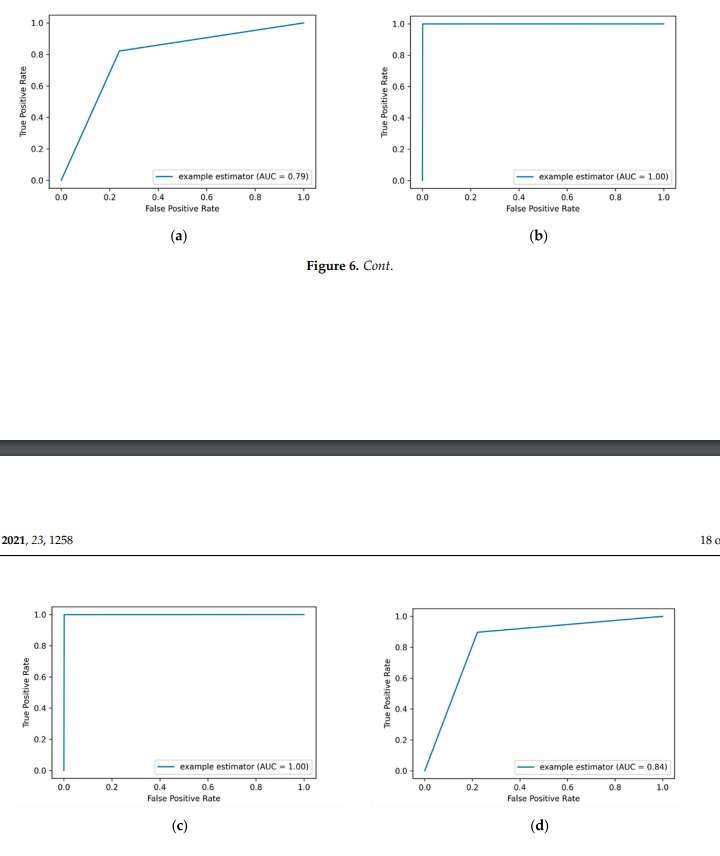 1.0
0.8
0.6
0.4
0.2
0.0
True Positive Rate
example estimator (AUC = 0.79)
0.0 0.2 0.4 0.6 0.8 1.0
False Positive Rate
(a)
1.0
0.8
0.6
0.4
0.2
0.0
True Positive Rate
example estimator (AUC = 1.00)
0.0 0.2 0.4 0.6 0.8 1.0
False Positive Rate
(b)
Figure 6. Cont.
2021, 23, 1258
18 o
1.0
0.8
0.6
0.4
0.2
0.0
True Positive Rate
example estimator (AUC = 1.00)
0.0 0.2 0.4 0.6 0.8 1.0
False Positive Rate
(c)
1.0
0.8
0.6
0.4
0.2
0.0
True Positive Rate
example estimator (AUC = 0.84)
0.0 0.2 0.4 0.6 0.8 1.0
False Positive Rate
(d)